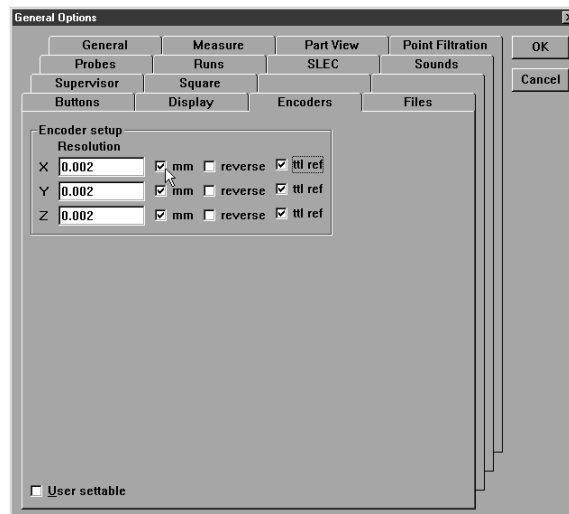 General Options
General Measure Part View Point Filtration OK
Probes Runs SLEC Sounds
Supervisor Square Cancel
Buttons Display Encoders Files
Encoder setup
Resolution
X 0.002 mm reverse ttl ref
Y 0.002 mm reverse ttl ref
Z 0.002 mm reverse ttl ref
User settable